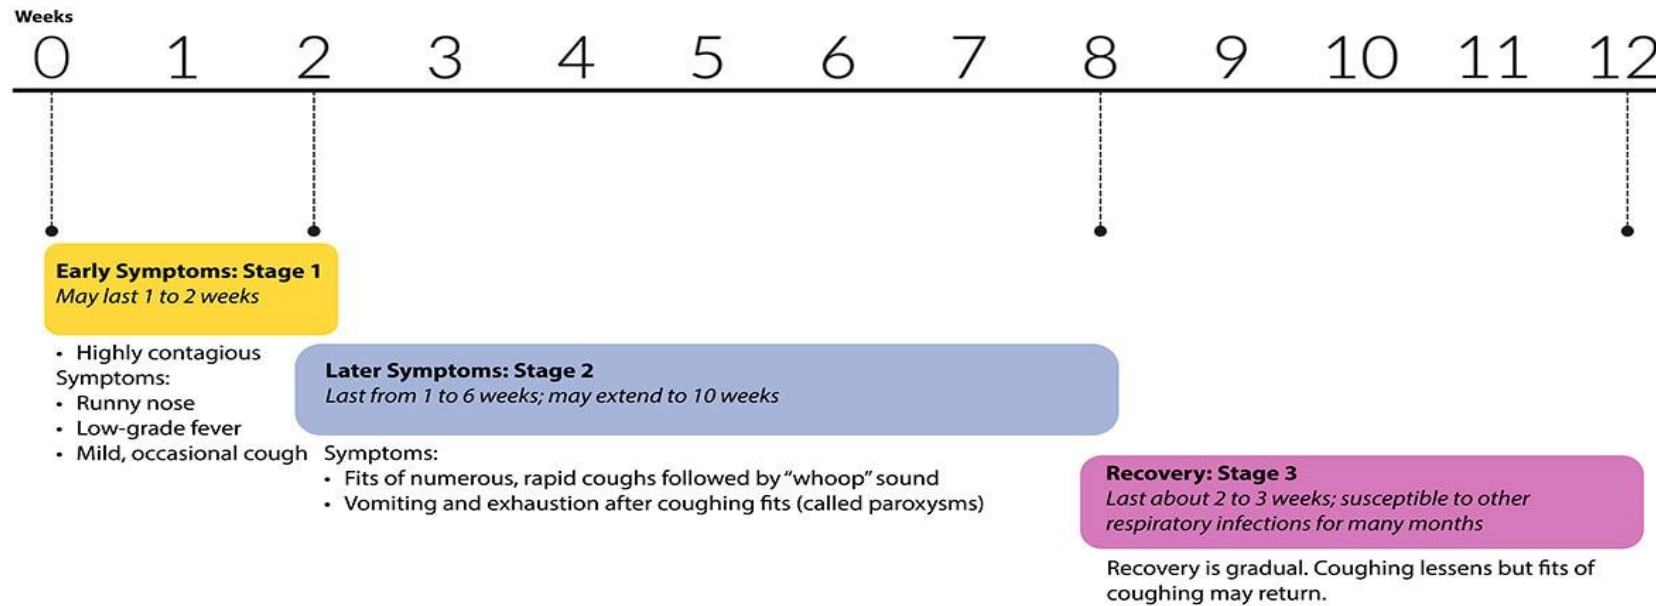 Weeks
0 1 2 3 4 5 6 7 8 9 10 11 12
Early Symptoms: Stage 1
May last 1 to 2 weeks
• Highly contagious
Symptoms:
• Runny nose
• Low-grade fever
• Mild, occasional cough
Later Symptoms: Stage 2
Last from 1 to 6 weeks; may extend to 10 weeks
Symptoms:
• Fits of numerous, rapid coughs followed by “whoop” sound
• Vomiting and exhaustion after coughing fits (called paroxysms)
Recovery: Stage 3
Last about 2 to 3 weeks; susceptible to other
respiratory infections for many months
Recovery is gradual. Coughing lessens but fits of
coughing may return.